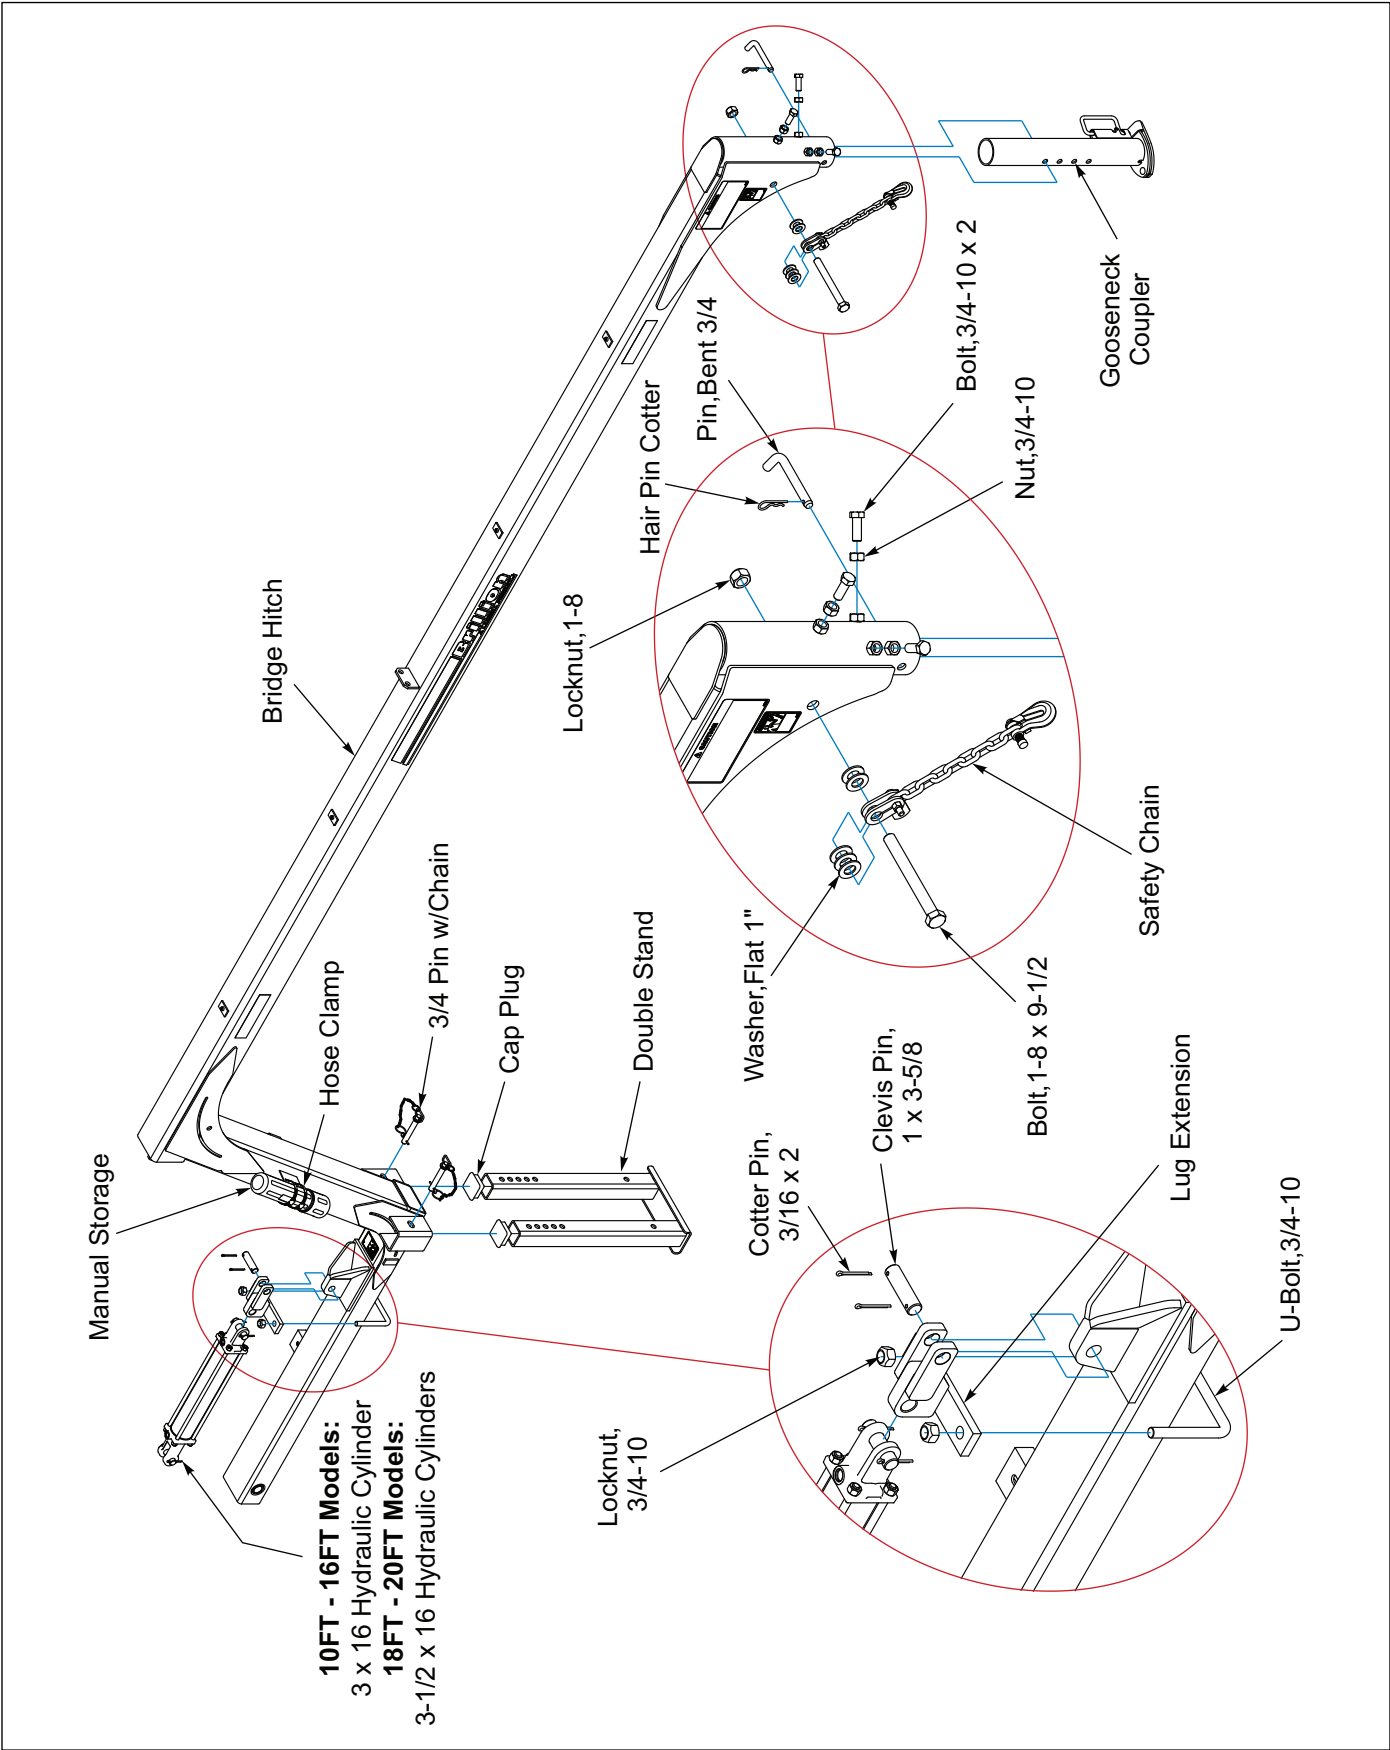 Manual Storage
Hose Clamp
3/4 Pin w/Chain
Cap Plug
Double Stand
Bridge Hitch
Brillion
10FT - 16FT Models:
3 x 16 Hydraulic Cylinder
18FT - 20FT Models:
3-1/2 x 16 Hydraulic Cylinders
Locknut,1-8
Hair Pin Cotter
Pin,Bent 3/4
Bolt,3/4-10 x 2
Nut,3/4-10
Gooseneck
Coupler
Washer,Flat 1"
Safety Chain
Bolt,1-8 x 9-1/2
Cotter Pin,
3/16 x 2
Clevis Pin,
1 x 3-5/8
Lug Extension
U-Bolt,3/4-10
Locknut,
3/4-10